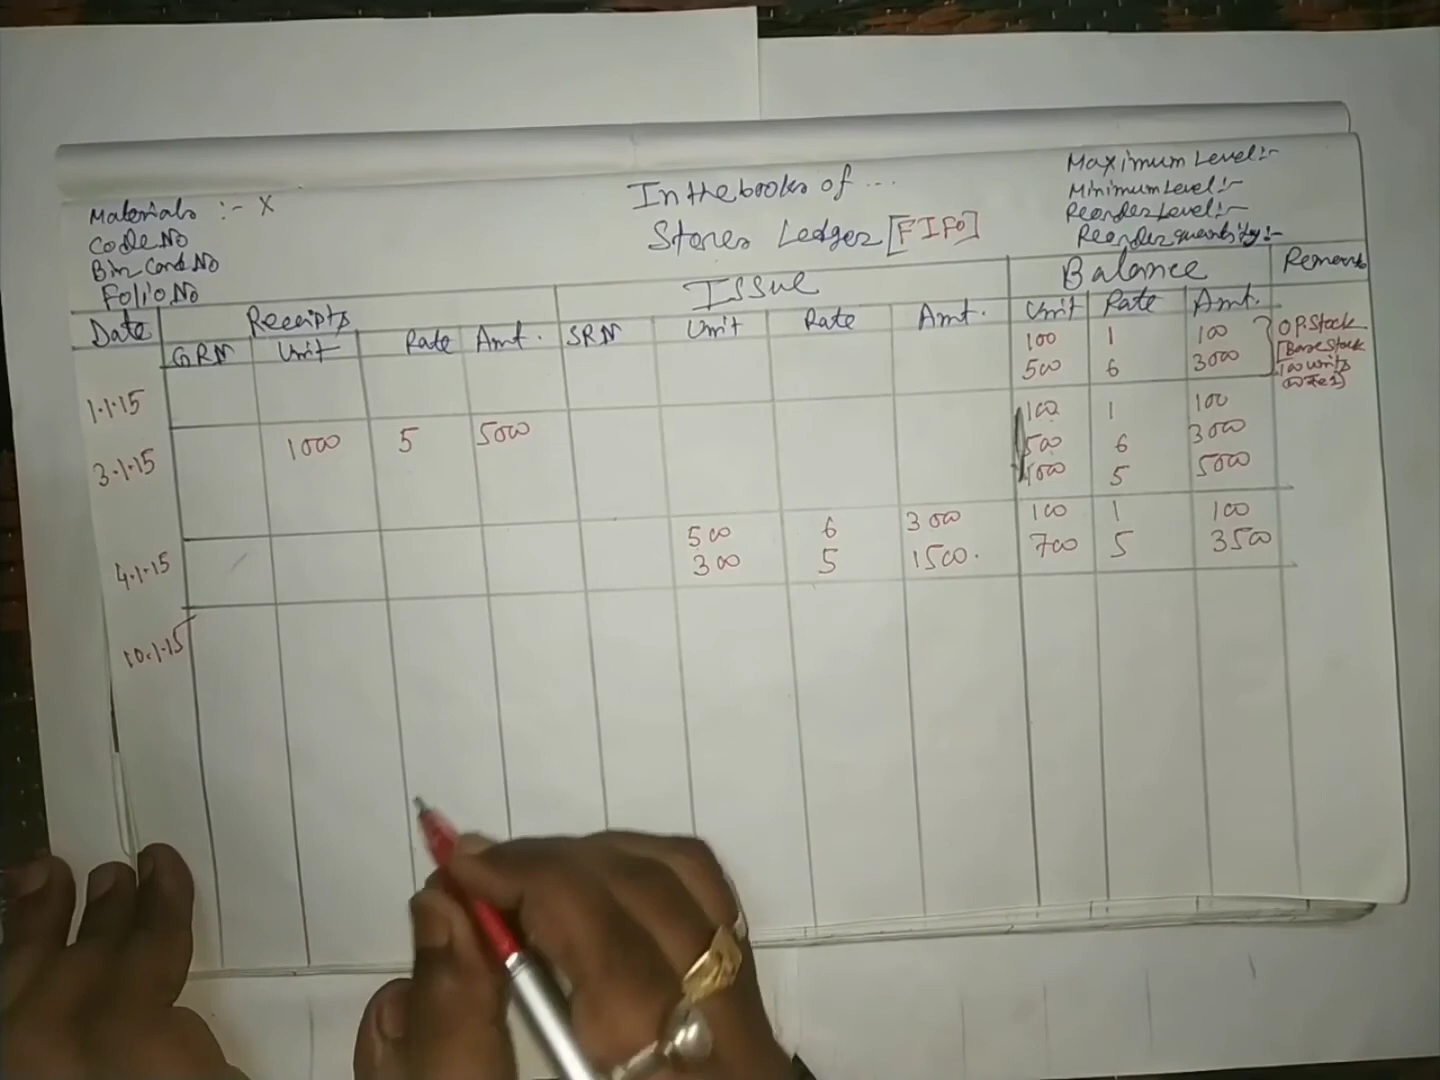 Materials :- X
Code No
Bin Card No
Folio No
In the books of ...
Stores Ledger [FIFO]
Maximum Level:-
Minimum Level:-
Reorder Level:-
Reorder quantity:-
Date Receipts Issue Balance Remarks
GRN Unit Rate Amt. SRN Unit Rate Amt. Unit Rate Amt.
1.1.15 100 1 100 OP. Stock
500 6 3000 [Base Stock
100 units
3.1.15 1000 5 5000 100 1 100
500 6 3000
1000 5 5000
4.1.15 500 6 3000 100 1 100
300 5 1500. 700 5 3500
10.1.15